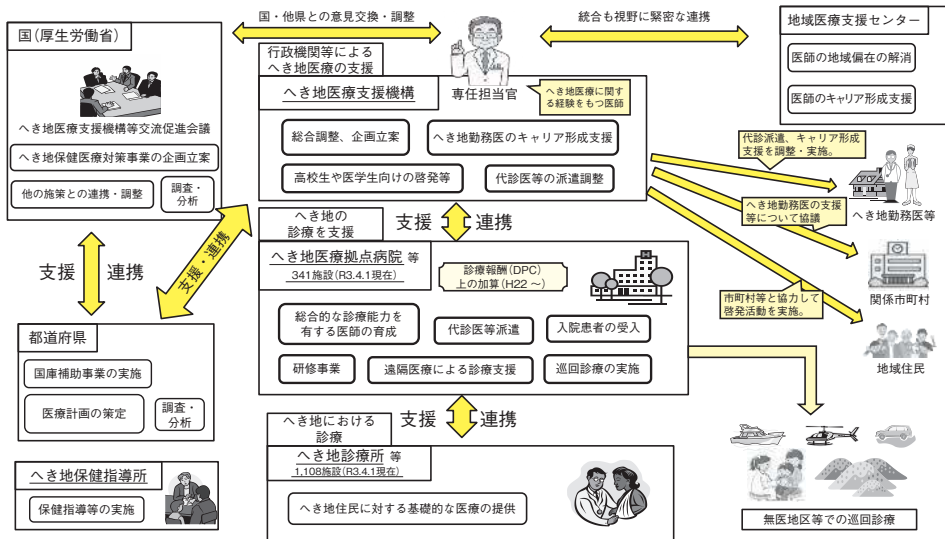 国・他県との意見交換・調整
統合も視野に緊密な連携
国(厚生労働省)
へき地医療支援機構等交流促進会議
へき地保健医療対策事業の企画立案
他の施策との連携・調整
調査・
分析
行政機関等による
へき地医療の支援
へき地医療支援機構
専任担当官
へき地医療に関す
る経験をもつ医師
総合調整、企画立案
へき地勤務医のキャリア形成支援
高校生や医学生向けの啓発等
代診医等の派遣調整
地域医療支援センター
医師の地域偏在の解消
医師のキャリア形成支援
代診派遣、キャリア形成
支援を調整・実施。
へき地勤務医等
へき地勤務医の支援
等について協議
関係市町村
市町村等と協力して
啓発活動を実施。
地域住民
支援 連携
支援・連携
支援 連携
へき地の
診療を支援
へき地医療拠点病院 等
341施設(R3.4.1現在)
診療報酬(DPC)
上の加算(H22～)
総合的な診療能力を
有する医師の育成
代診医等派遣
入院患者の受入
研修事業
遠隔医療による診療支援
巡回診療の実施
都道府県
国庫補助事業の実施
医療計画の策定
調査・
分析
支援 連携
へき地における
診療
へき地診療所 等
1,108施設(R3.4.1現在)
へき地住民に対する基礎的な医療の提供
へき地保健指導所
保健指導等の実施
無医地区等での巡回診療